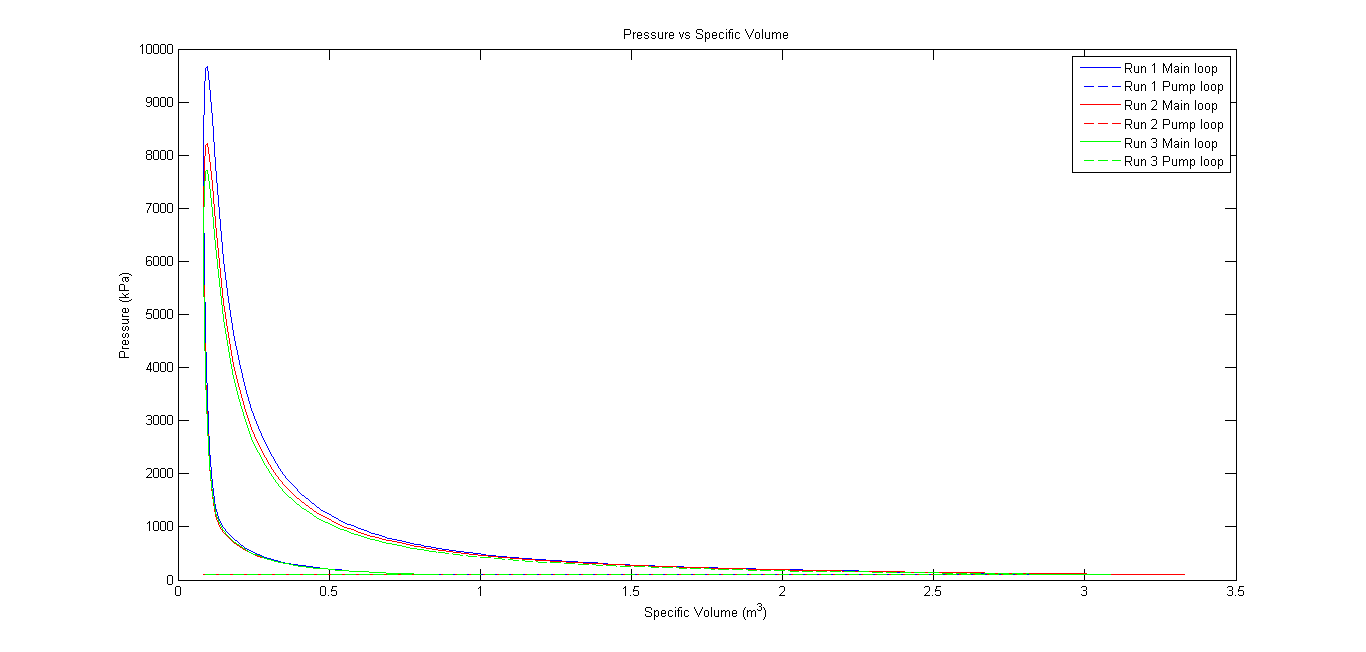 Pressure vs Specific Volume
10000
9000
8000
7000
6000
5000
4000
3000
2000
1000
0
Pressure (kPa)
Run 1 Main loop
Run 1 Pump loop
Run 2 Main loop
Run 2 Pump loop
Run 3 Main loop
Run 3 Pump loop
0 0.5 1 1.5 2 2.5 3 3.5
Specific Volume (m³)